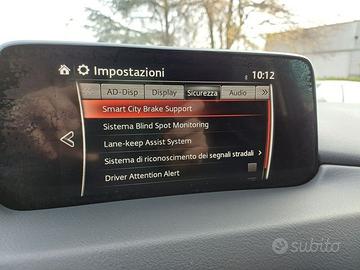 Impostazioni
10:12
AD-Disp Display Sicurezza Audio
Smart City Brake Support
Sistema Blind Spot Monitoring
Lane-keep Assist System
Sistema di riconoscimento dei segnali stradali
Driver Attention Alert
subito